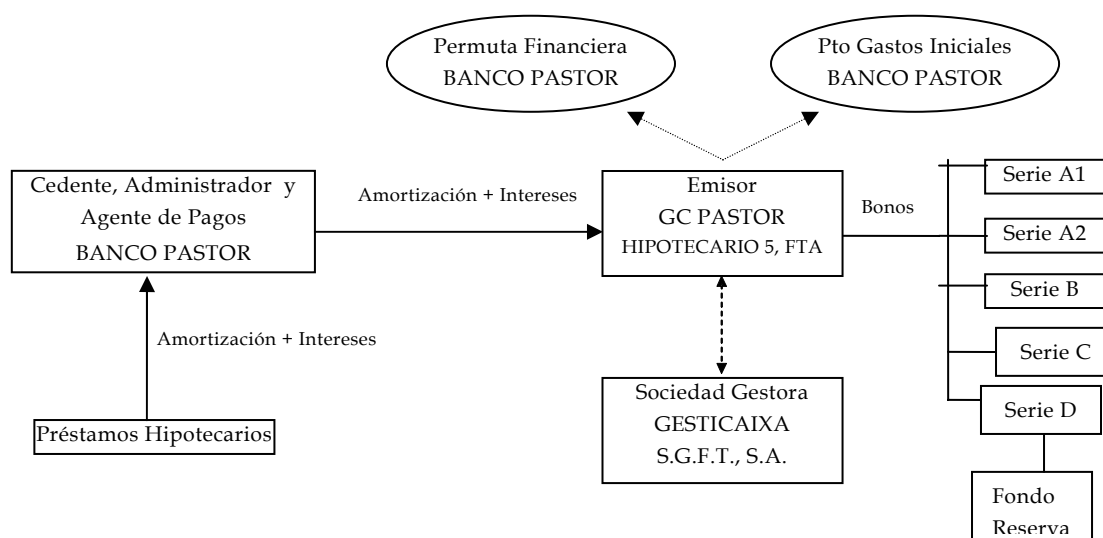 Permuta Financiera
BANCO PASTOR
Pto Gastos Iniciales
BANCO PASTOR
Cedente, Administrador y
Agente de Pagos
BANCO PASTOR
Amortización + Intereses
Emisor
GC PASTOR
HIPOTECARIO 5, FTA
Bonos
Serie A1
Serie A2
Serie B
Serie C
Serie D
Amortización + Intereses
Préstamos Hipotecarios
Sociedad Gestora
GESTICAIXA
S.G.F.T., S.A.
Fondo
Reserva